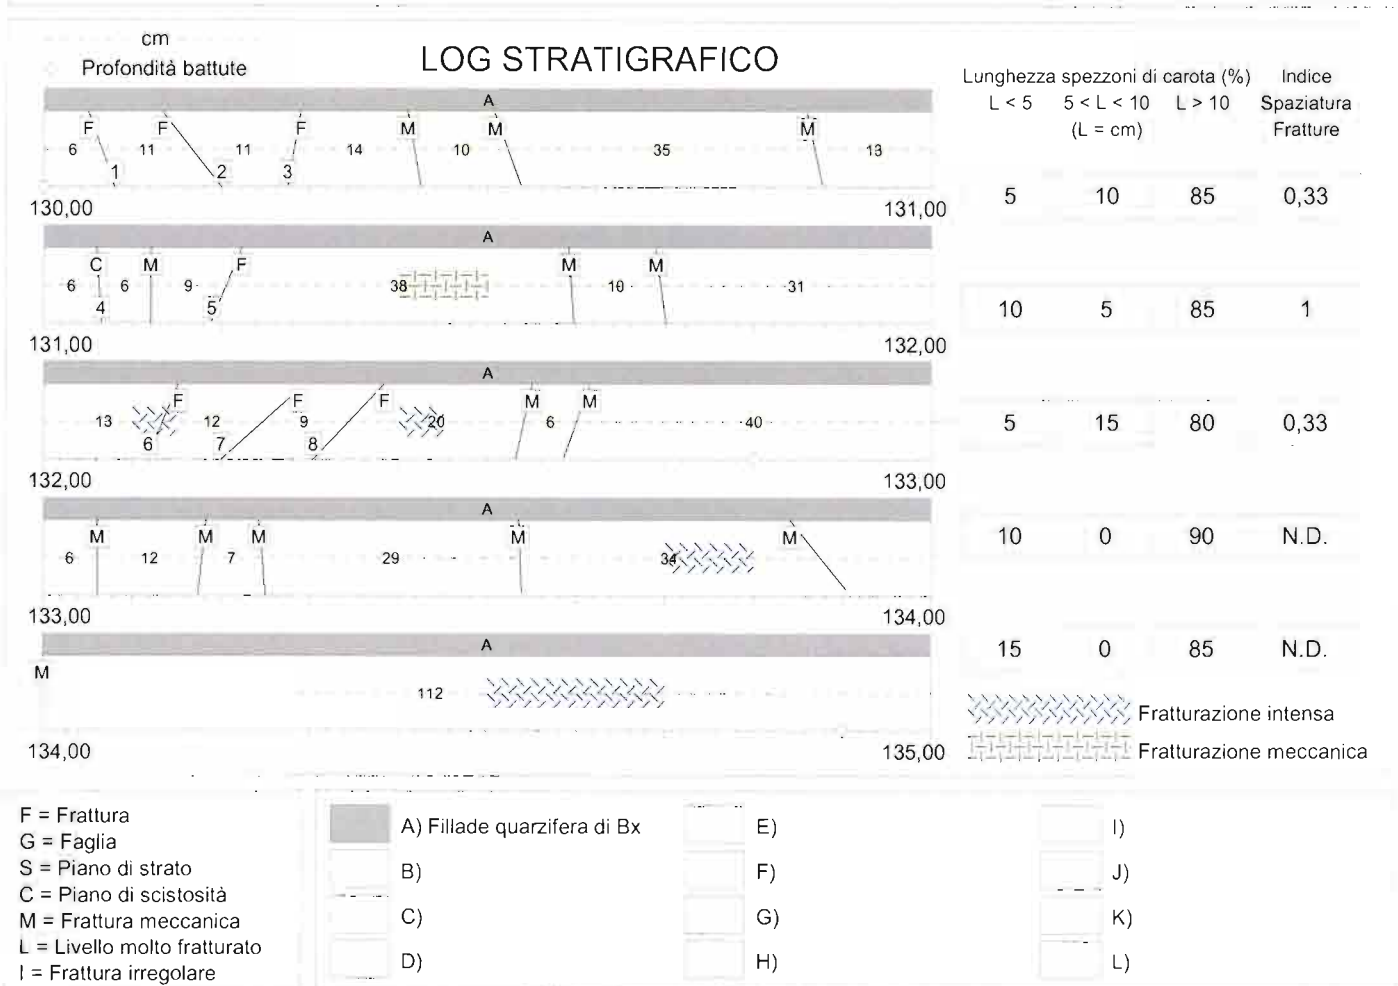 cm
Profondità battute
LOG STRATIGRAFICO
Lunghezza spezzoni di carota (%) Indice
L < 5 5 < L < 10 L > 10 Spaziatura
(L = cm) Fratture
A
F F F M M M
6 11 11 14 10 35 13
1 2 3
130,00 131,00
5 10 85 0,33
A
C M F M M
6 6 9 38 10 31
4 5
131,00 132,00
10 5 85 1
A
F F F M M
13 12 9 20 6 40
6 7 8
132,00 133,00
5 15 80 0,33
A
M M M M M
6 12 7 29 34
133,00 134,00
10 0 90 N.D.
A
M
112
134,00 135,00
15 0 85 N.D.
Fratturazione intensa
Fratturazione meccanica
F = Frattura
G = Faglia
S = Piano di strato
C = Piano di scistosità
M = Frattura meccanica
L = Livello molto fratturato
I = Frattura irregolare
A) Fillade quarzifera di Bx
B)
C)
D)
E)
F)
G)
H)
I)
J)
K)
L)